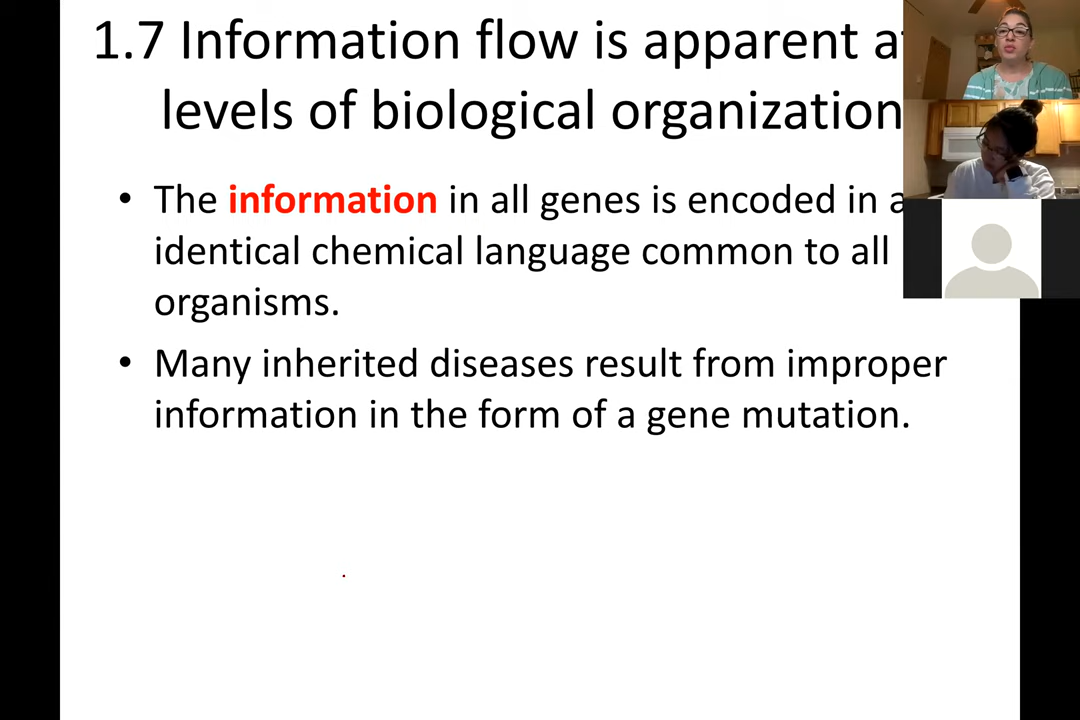 1.7 Information flow is apparent a
levels of biological organization
• The information in all genes is encoded in a
identical chemical language common to all
organisms.
• Many inherited diseases result from improper
information in the form of a gene mutation.